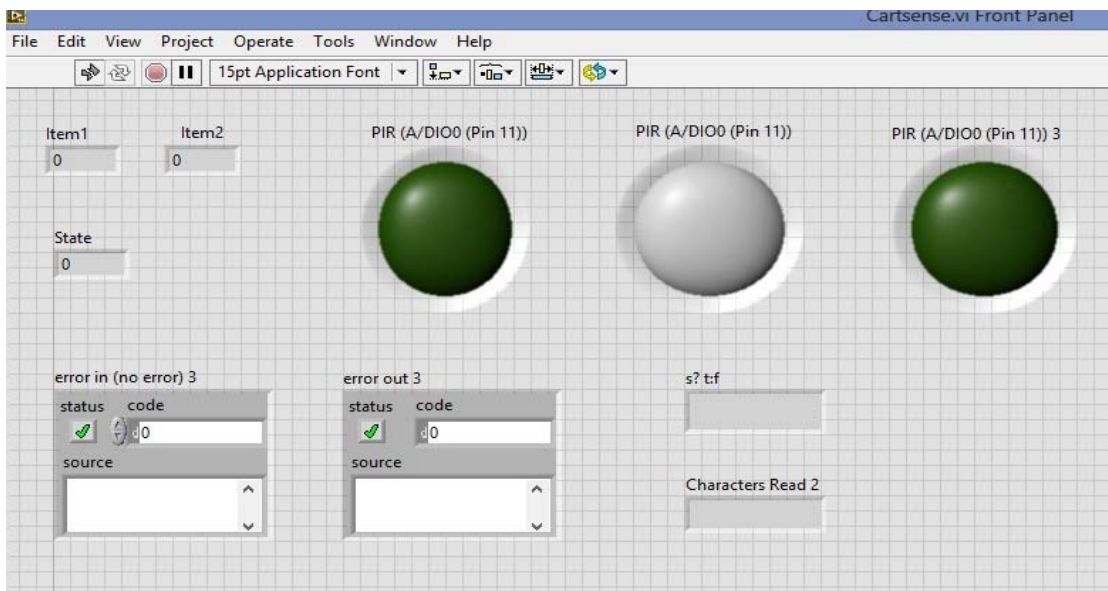 Cartsense.vi Front Panel
File Edit View Project Operate Tools Window Help
15pt Application Font
Item1 Item2 PIR (A/DIO0 (Pin 11)) PIR (A/DIO0 (Pin 11)) PIR (A/DIO0 (Pin 11)) 3
0 0
State
0
error in (no error) 3 error out 3 s? t:f
status code status code
d 0 d 0
source source
Characters Read 2